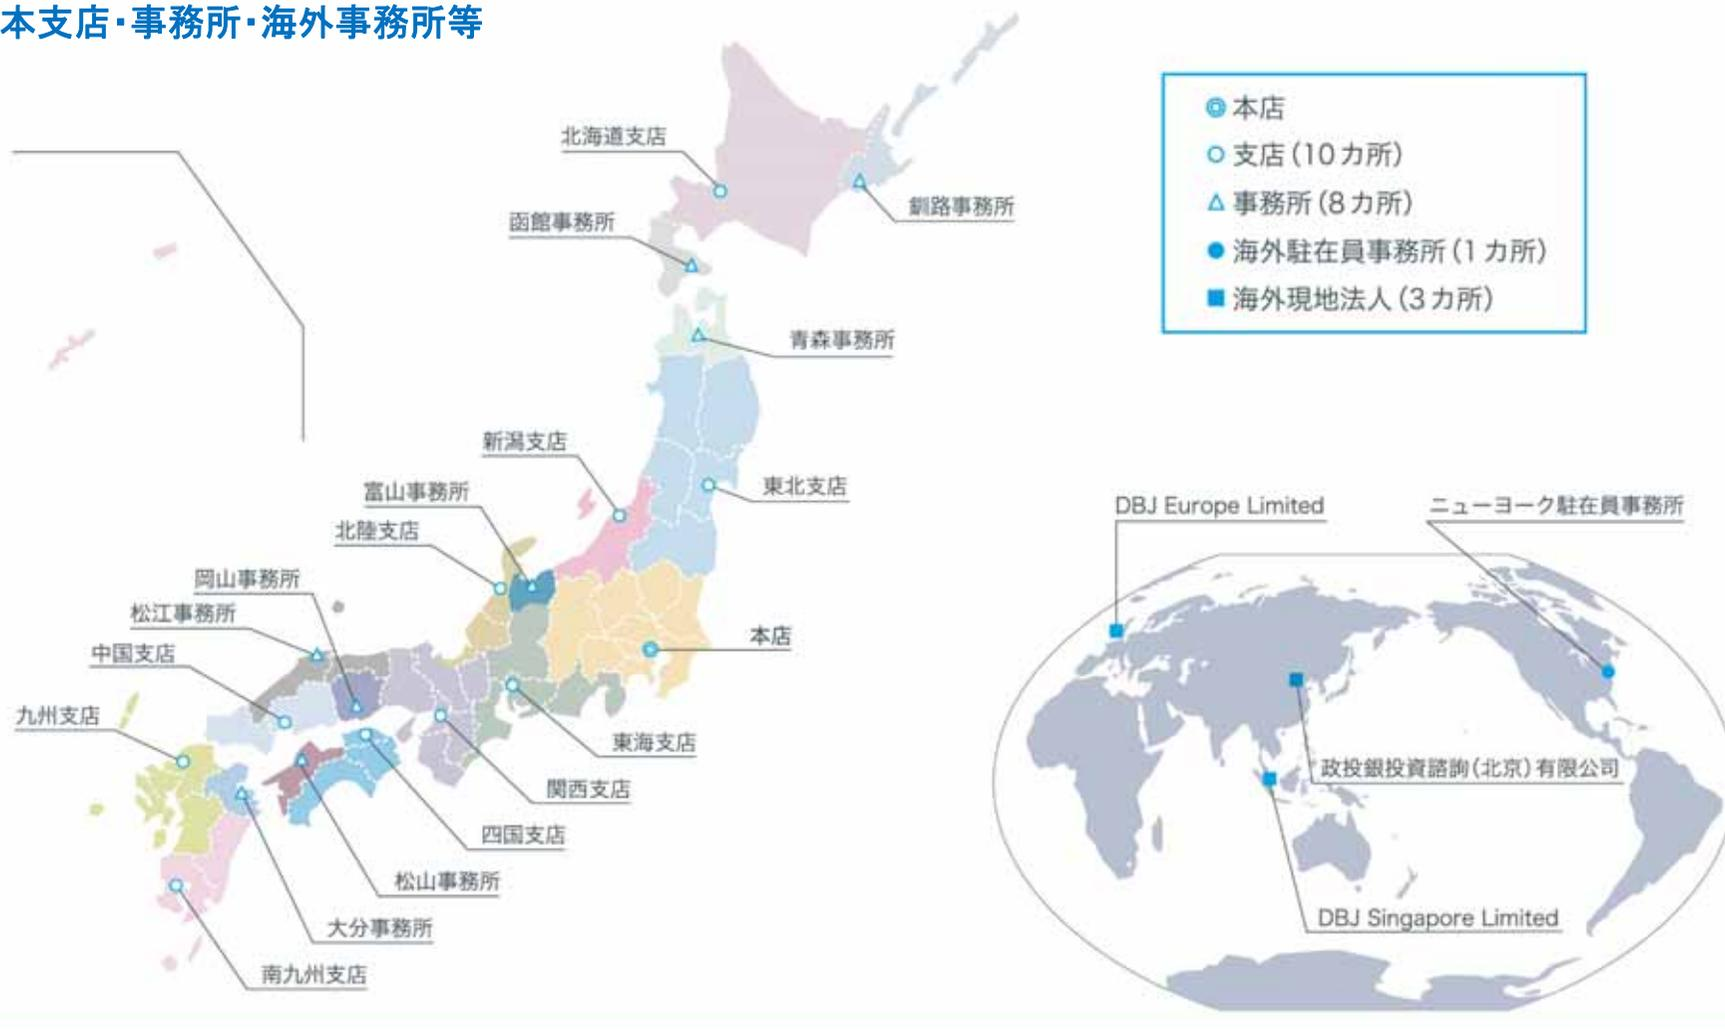 本支店・事務所・海外事務所等
本店
支店(10カ所)
事務所(8カ所)
海外駐在員事務所(1カ所)
海外現地法人(3カ所)
北海道支店
釧路事務所
函館事務所
青森事務所
新潟支店
東北支店
富山事務所
北陸支店
岡山事務所
松江事務所
本店
中国支店
九州支店
東海支店
関西支店
四国支店
松山事務所
大分事務所
南九州支店
DBJ Europe Limited
ニューヨーク駐在員事務所
政投銀投資諮詢(北京)有限公司
DBJ Singapore Limited